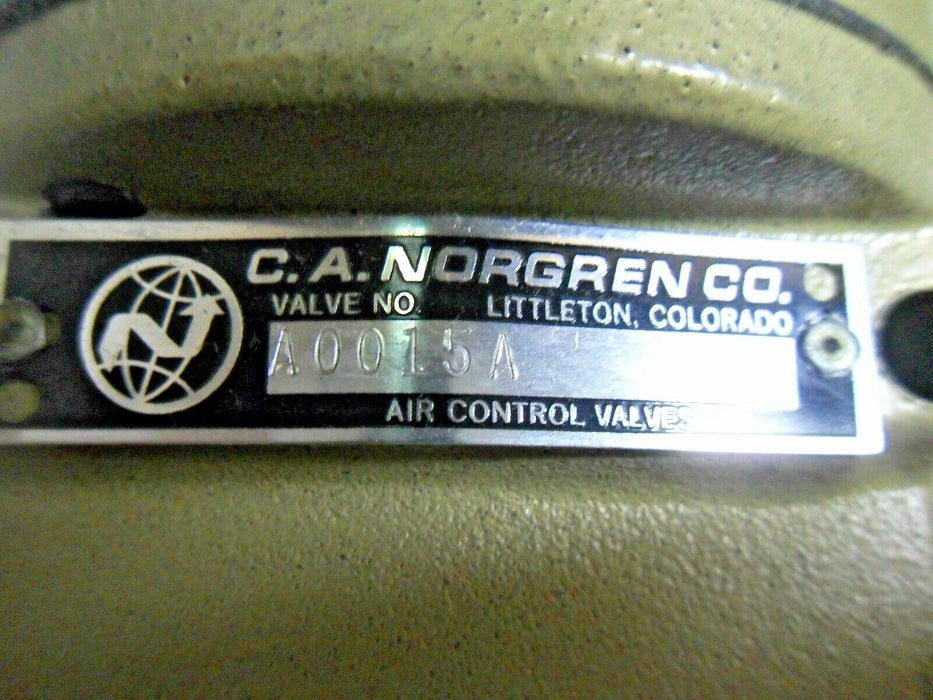 C.A. NORGREN CO.
VALVE NO. LITTLETON, COLORADO
A0015A
AIR CONTROL VALVES